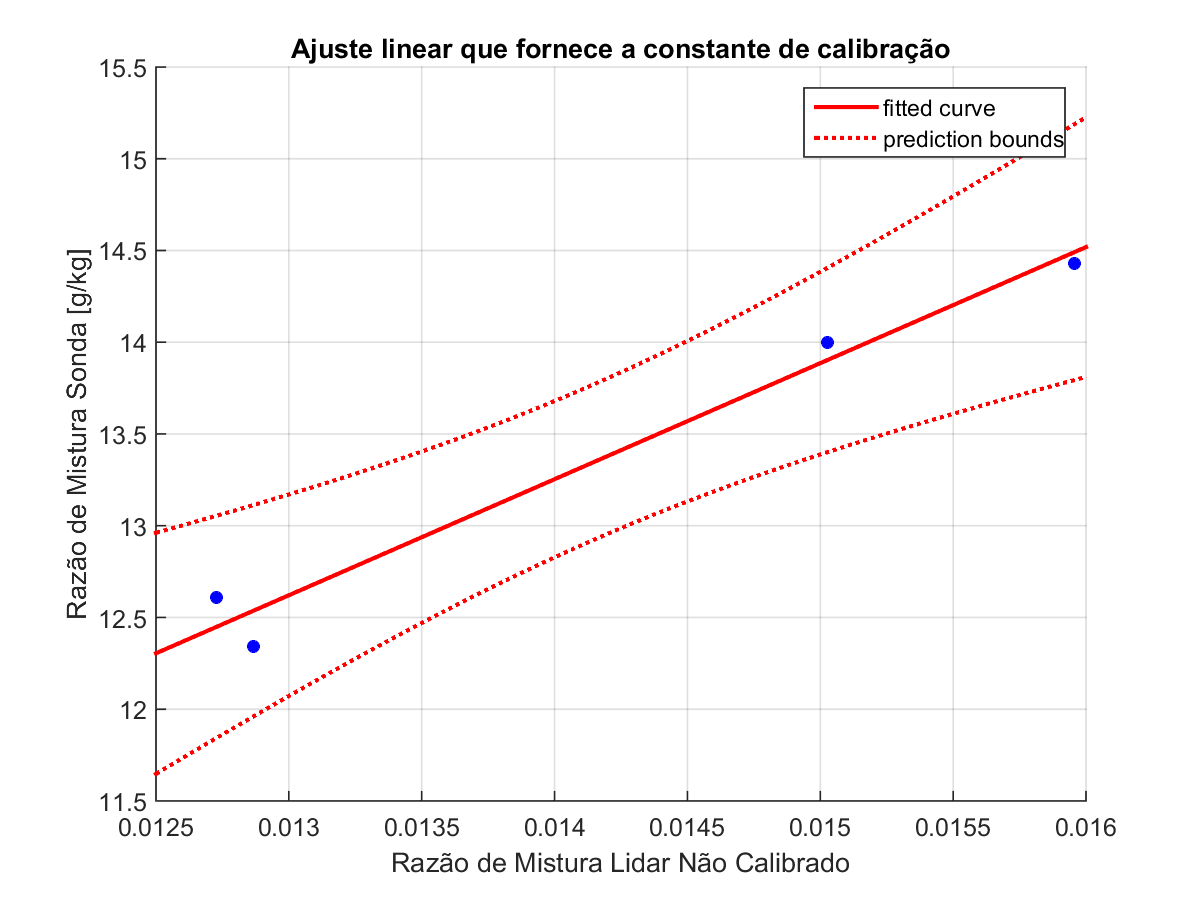 Ajuste linear que fornece a constante de calibração
15.5
15
14.5
14
13.5
13
12.5
12
11.5
fitted curve
prediction bounds
Razão de Mistura Sonda [g/kg]
0.0125 0.013 0.0135 0.014 0.0145 0.015 0.0155 0.016
Razão de Mistura Lidar Não Calibrado